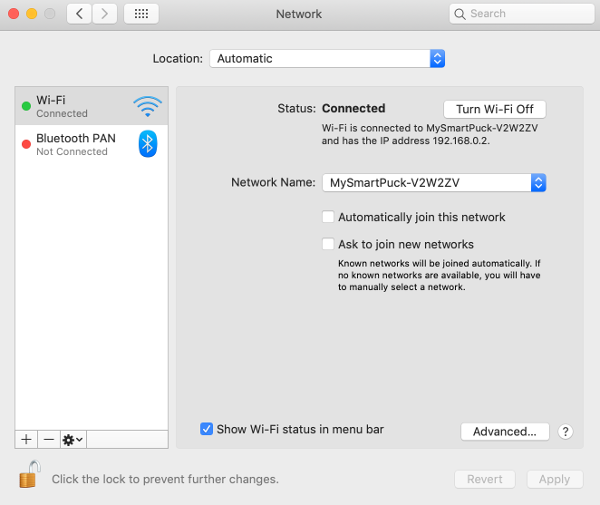 Network
Search
Location: Automatic
Wi-Fi
Connected
Bluetooth PAN
Not Connected
Status: Connected
Turn Wi-Fi Off
Wi-Fi is connected to MySmartPuck-V2W2ZV
and has the IP address 192.168.0.2.
Network Name: MySmartPuck-V2W2ZV
Automatically join this network
Ask to join new networks
Known networks will be joined automatically. If
no known networks are available, you will have
to manually select a network.
Show Wi-Fi status in menu bar
Advanced...
?
Click the lock to prevent further changes.
Revert
Apply